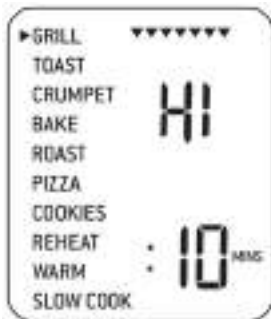 GRILL
HI
TOAST
CRUMPET
BAKE
ROAST
PIZZA
COOKIES
REHEAT
WARM
:10 MINS
SLOW COOK